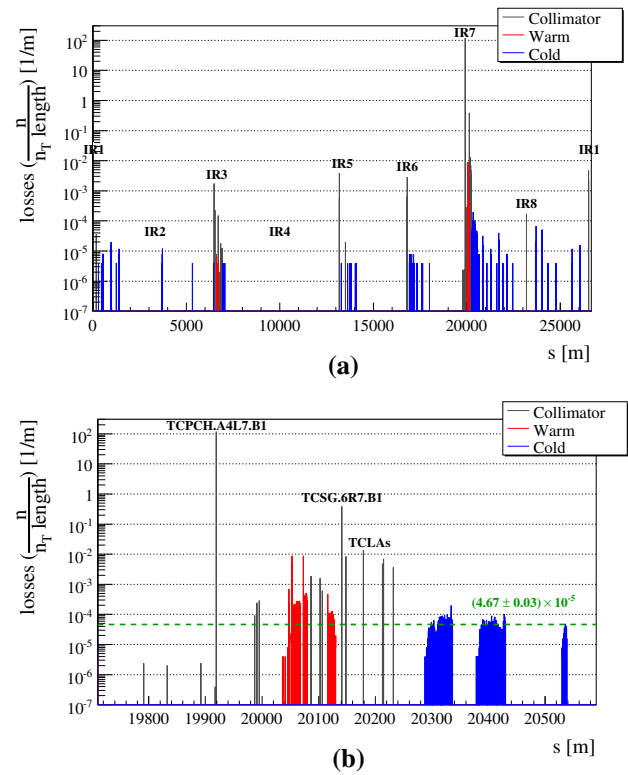 Collimator
Warm
Cold
losses (n/(n_T length)) [1/m]
10^2
10
1
10^-1
10^-2
10^-3
10^-4
10^-5
10^-6
10^-7
IR1
IR2
IR3
IR4
IR5
IR6
IR7
IR8
IR1
0 5000 10000 15000 20000 25000
s [m]
(a)
Collimator
Warm
Cold
losses (n/(n_T length)) [1/m]
10^2
10
1
10^-1
10^-2
10^-3
10^-4
10^-5
10^-6
10^-7
TCPCH.A4L7.B1
TCSG.6R7.B1
TCLAs
(4.67 ± 0.03) × 10^-5
19800 19900 20000 20100 20200 20300 20400 20500
s [m]
(b)